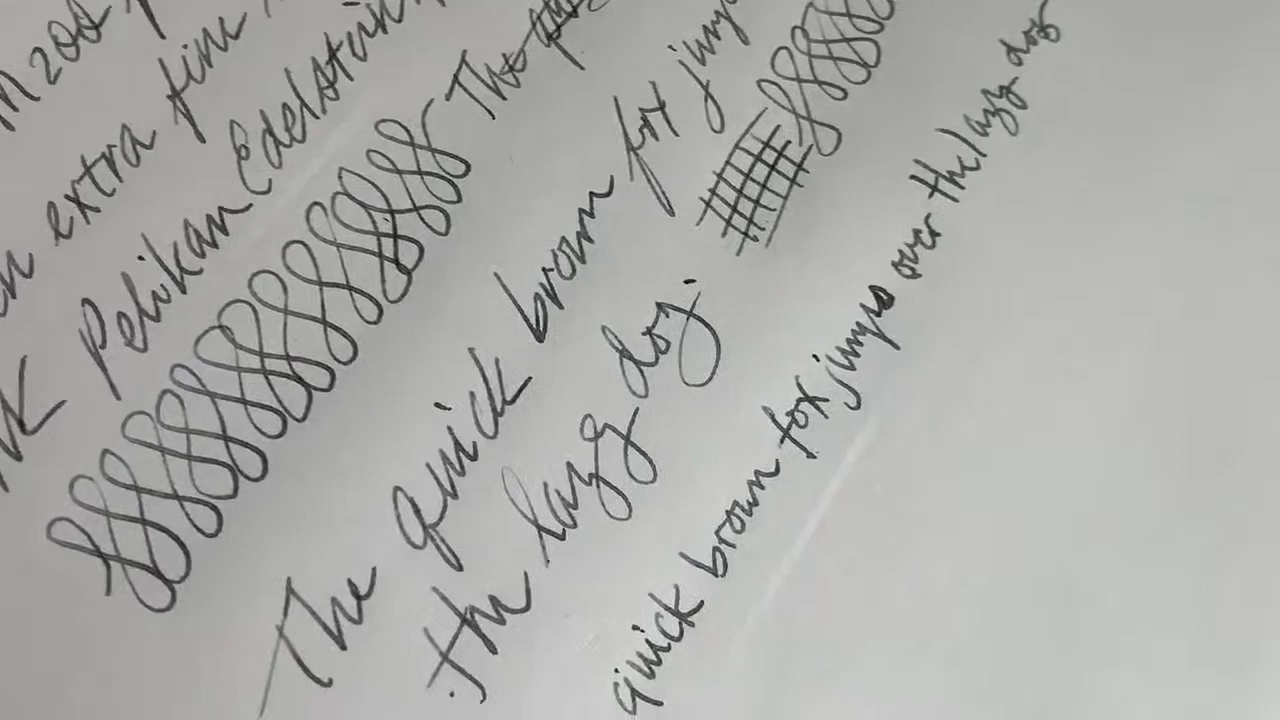 M200
extra fine
Pelikan Edelstein
The
The quick brown fox
the lazy dog.
quick brown fox jumps over the lazy dog